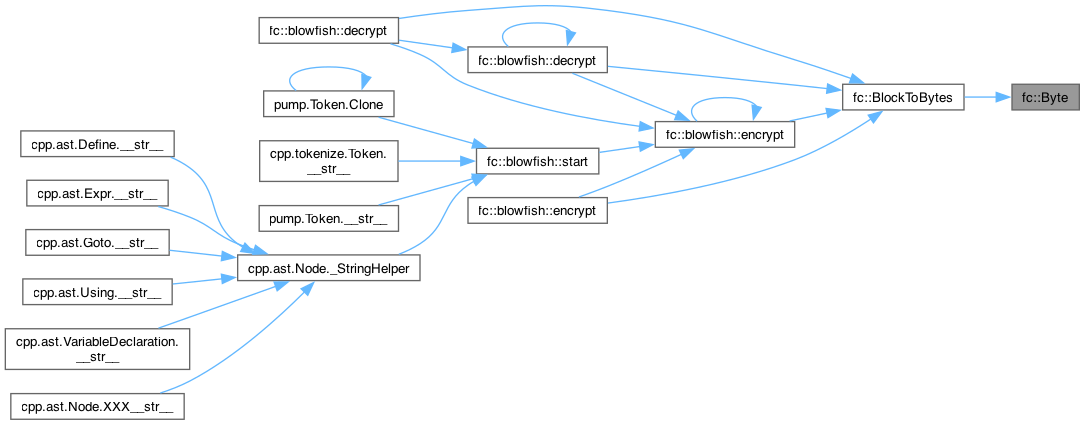 fc::blowfish::decrypt
fc::blowfish::decrypt
pump.Token.Clone
fc::BlockToBytes
fc::Byte
fc::blowfish::encrypt
cpp.ast.Define.__str__
cpp.tokenize.Token.
__str__
fc::blowfish::start
cpp.ast.Expr.__str__
pump.Token.__str__
fc::blowfish::encrypt
cpp.ast.Goto.__str__
cpp.ast.Node._StringHelper
cpp.ast.Using.__str__
cpp.ast.VariableDeclaration.
__str__
cpp.ast.Node.XXX__str__